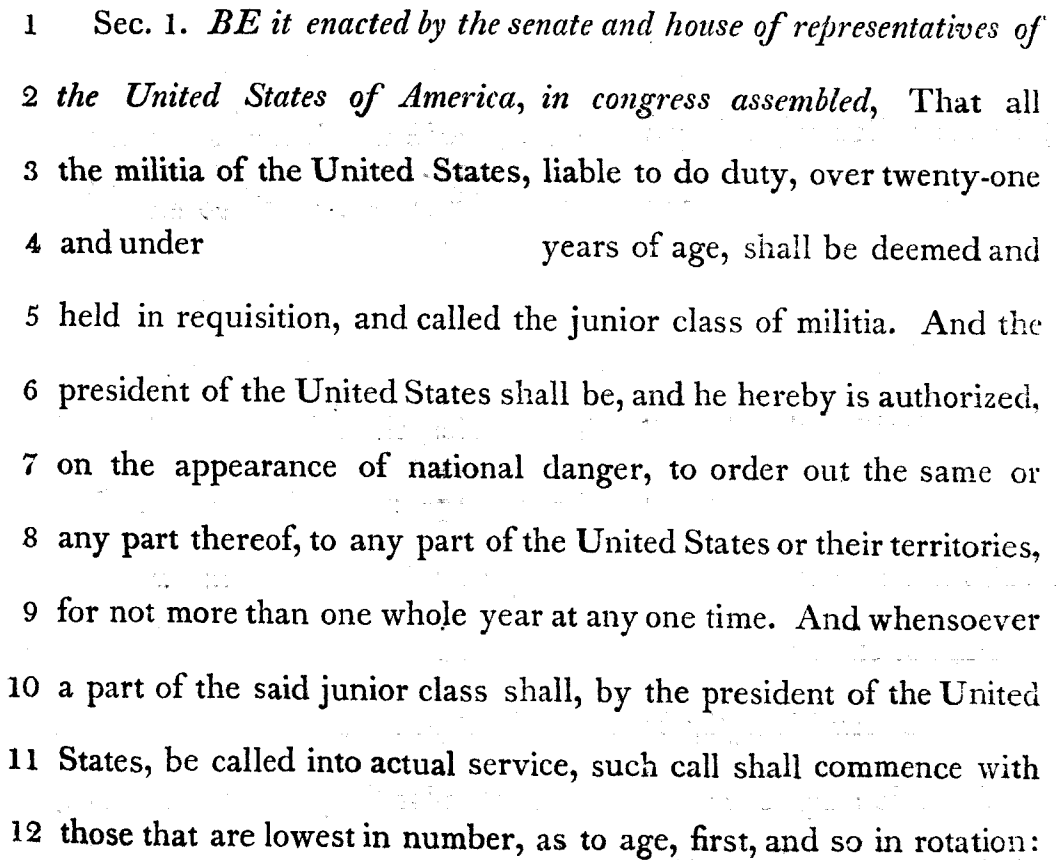 1 Sec. 1. BE it enacted by the senate and house of representatives of
2 the United States of America, in congress assembled, That all
3 the militia of the United States, liable to do duty, over twenty-one
4 and under years of age, shall be deemed and
5 held in requisition, and called the junior class of militia. And the
6 president of the United States shall be, and he hereby is authorized,
7 on the appearance of national danger, to order out the same or
8 any part thereof, to any part of the United States or their territories,
9 for not more than one whole year at any one time. And whensoever
10 a part of the said junior class shall, by the president of the United
11 States, be called into actual service, such call shall commence with
12 those that are lowest in number, as to age, first, and so in rotation: